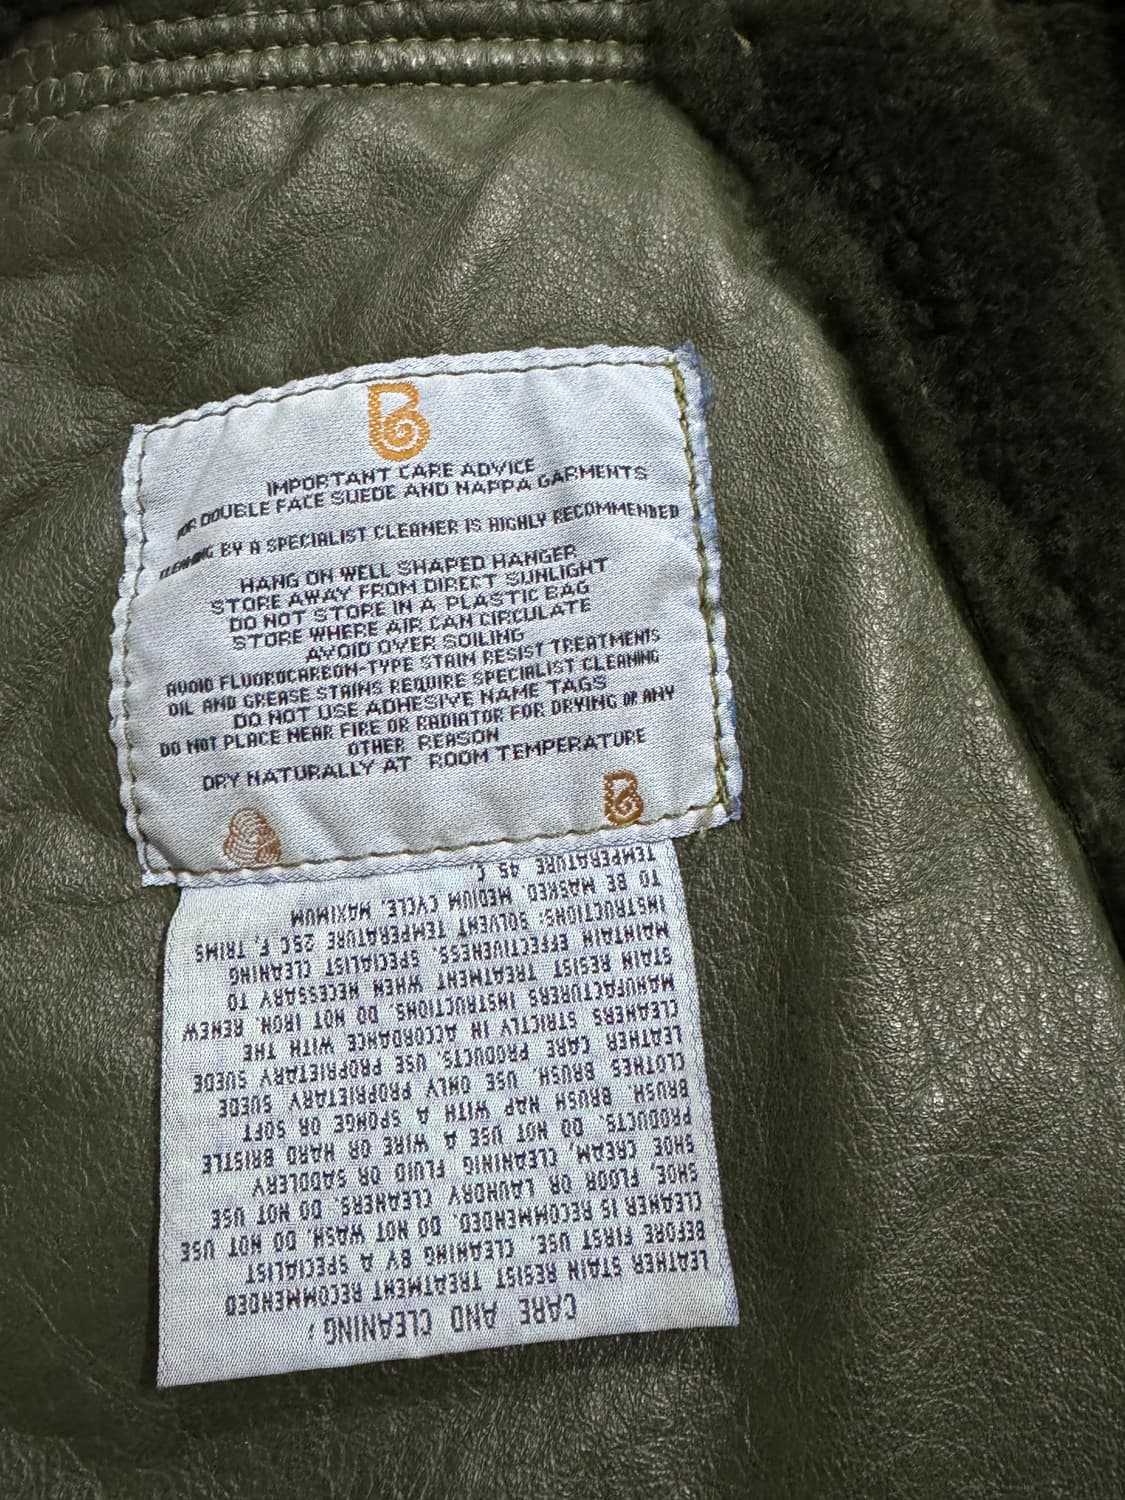 B
IMPORTANT CARE ADVICE
FOR DOUBLE FACE SUEDE AND NAPPA GARMENTS
CLEANING BY A SPECIALIST CLEANER IS HIGHLY RECOMMENDED
HANG ON WELL SHAPED HANGER
STORE AWAY FROM DIRECT SUNLIGHT
DO NOT STORE IN A PLASTIC BAG
STORE WHERE AIR CAN CIRCULATE
AVOID OVER SOILING
AVOID FLUOROCARBON-TYPE STAIN RESIST TREATMENTS
OIL AND GREASE STAINS REQUIRE SPECIALIST CLEANING
DO NOT USE ADHESIVE NAME TAGS
DO NOT PLACE NEAR FIRE OR RADIATOR FOR DRYING OR ANY
OTHER REASON
DRY NATURALLY AT ROOM TEMPERATURE
B
CARE AND CLEANING:
LEATHER STAIN RESIST TREATMENT RECOMMENDED
BEFORE FIRST USE. CLEANING BY A SPECIALIST
CLEANER IS RECOMMENDED. DO NOT WASH. DO NOT USE
SHOE, FLOOR OR LAUNDRY CLEANERS. DO NOT USE
SHOE CREAM, CLEANING FLUID OR SADDLERY
PRODUCTS. DO NOT USE A WIRE OR HARD BRISTLE
BRUSH. BRUSH NAP WITH A SPONGE OR SOFT
CLOTHES BRUSH. USE ONLY PROPRIETARY SUEDE
LEATHER CARE PRODUCTS. USE PROPRIETARY SUEDE
CLEANERS STRICTLY IN ACCORDANCE WITH THE
MANUFACTURERS INSTRUCTIONS. DO NOT IRON. RENEW
STAIN RESIST TREATMENT WHEN NECESSARY TO
MAINTAIN EFFECTIVENESS. SPECIALIST CLEANING
INSTRUCTIONS: SOLVENT TEMPERATURE 25C F. TRIMS
TO BE MASKED. MEDIUM CYCLE. MAXIMUM
TEMPERATURE 45 C.